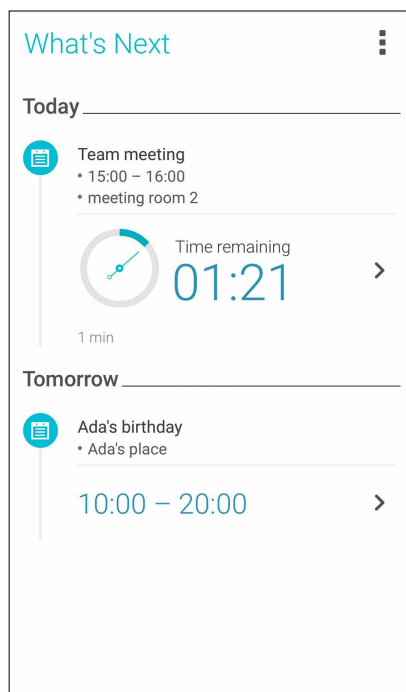 What's Next
Today
Team meeting
• 15:00 – 16:00
• meeting room 2
Time remaining
01:21
1 min
Tomorrow
Ada's birthday
• Ada's place
10:00 – 20:00